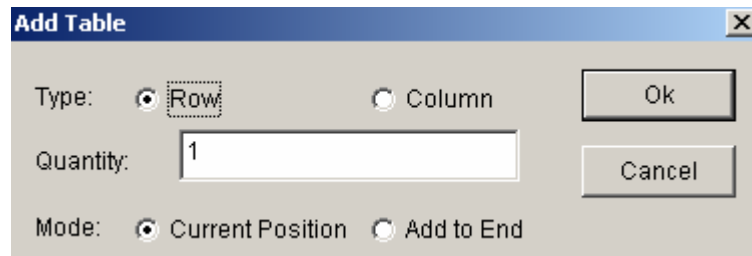 Add Table
Type: Row Column Ok
Quantity: 1
Cancel
Mode: Current Position Add to End